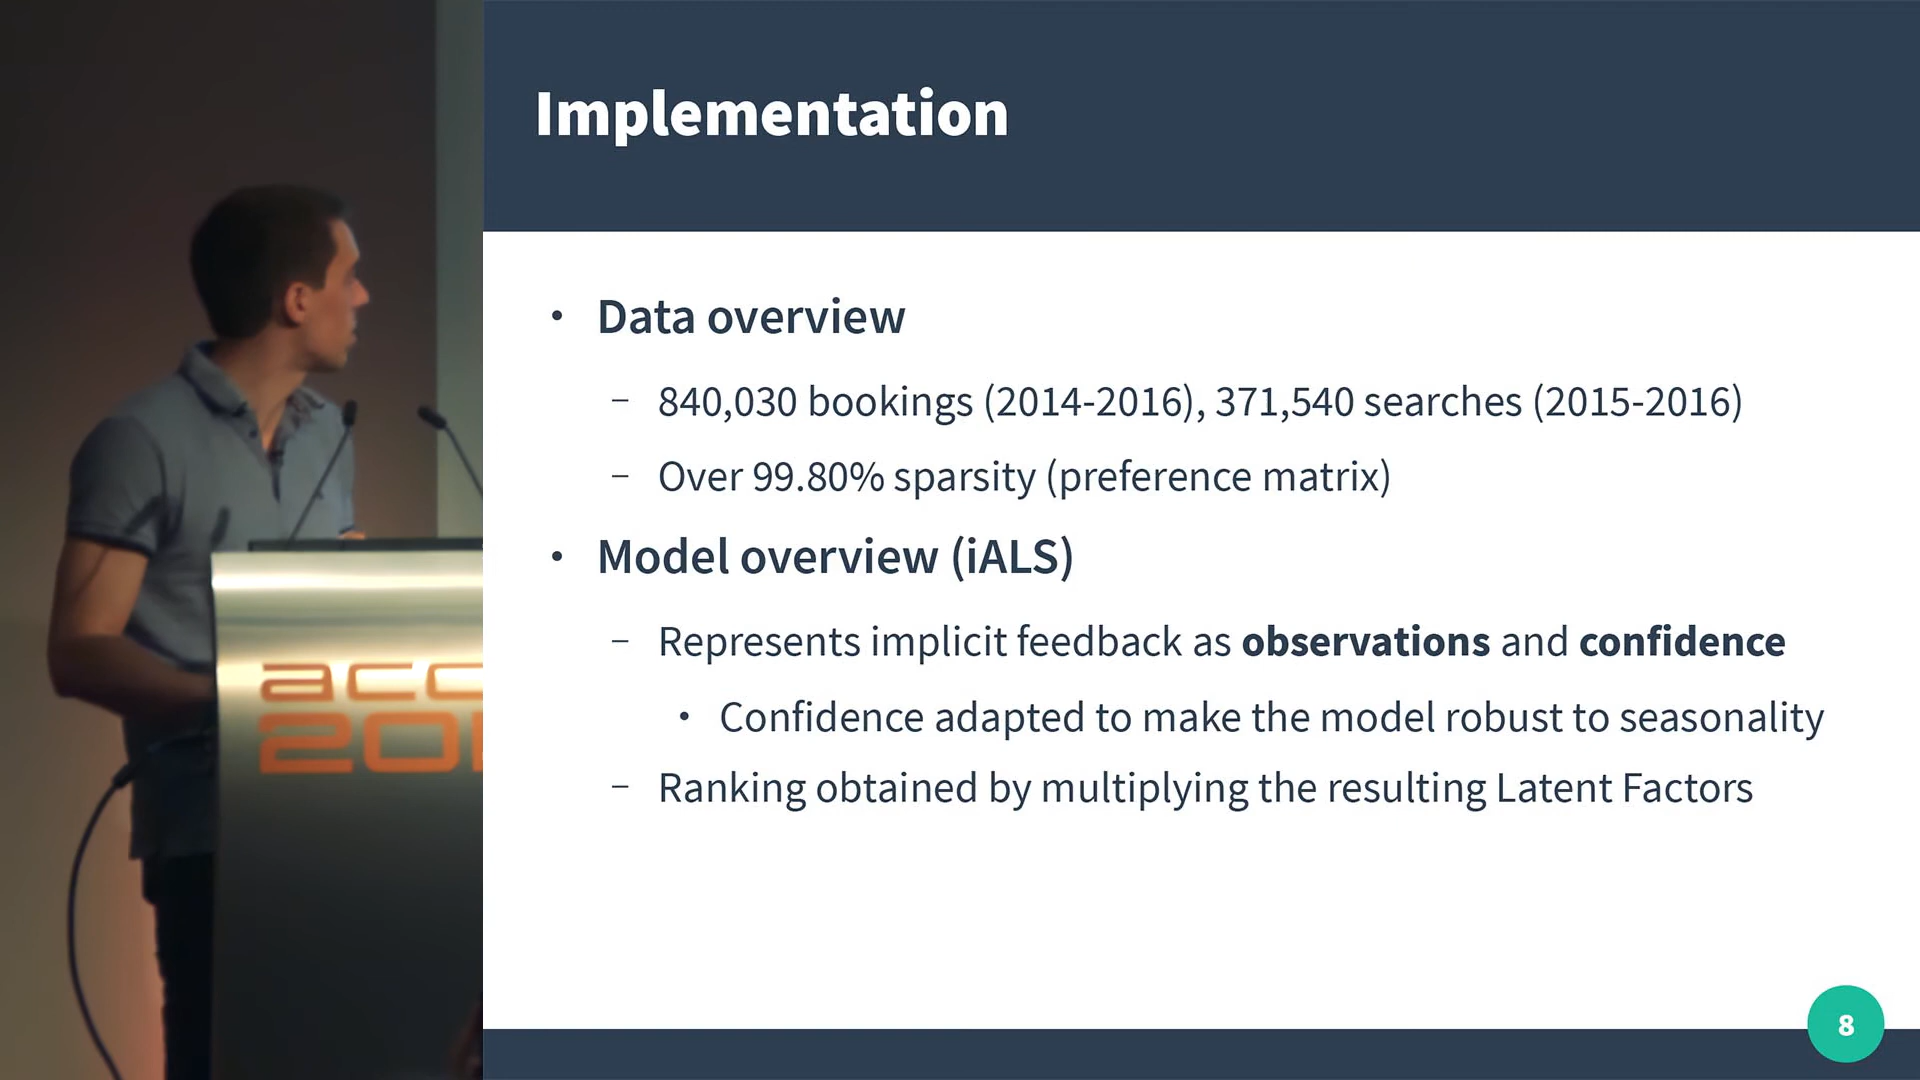 Implementation
• Data overview
– 840,030 bookings (2014-2016), 371,540 searches (2015-2016)
– Over 99.80% sparsity (preference matrix)
• Model overview (iALS)
– Represents implicit feedback as observations and confidence
• Confidence adapted to make the model robust to seasonality
– Ranking obtained by multiplying the resulting Latent Factors
8